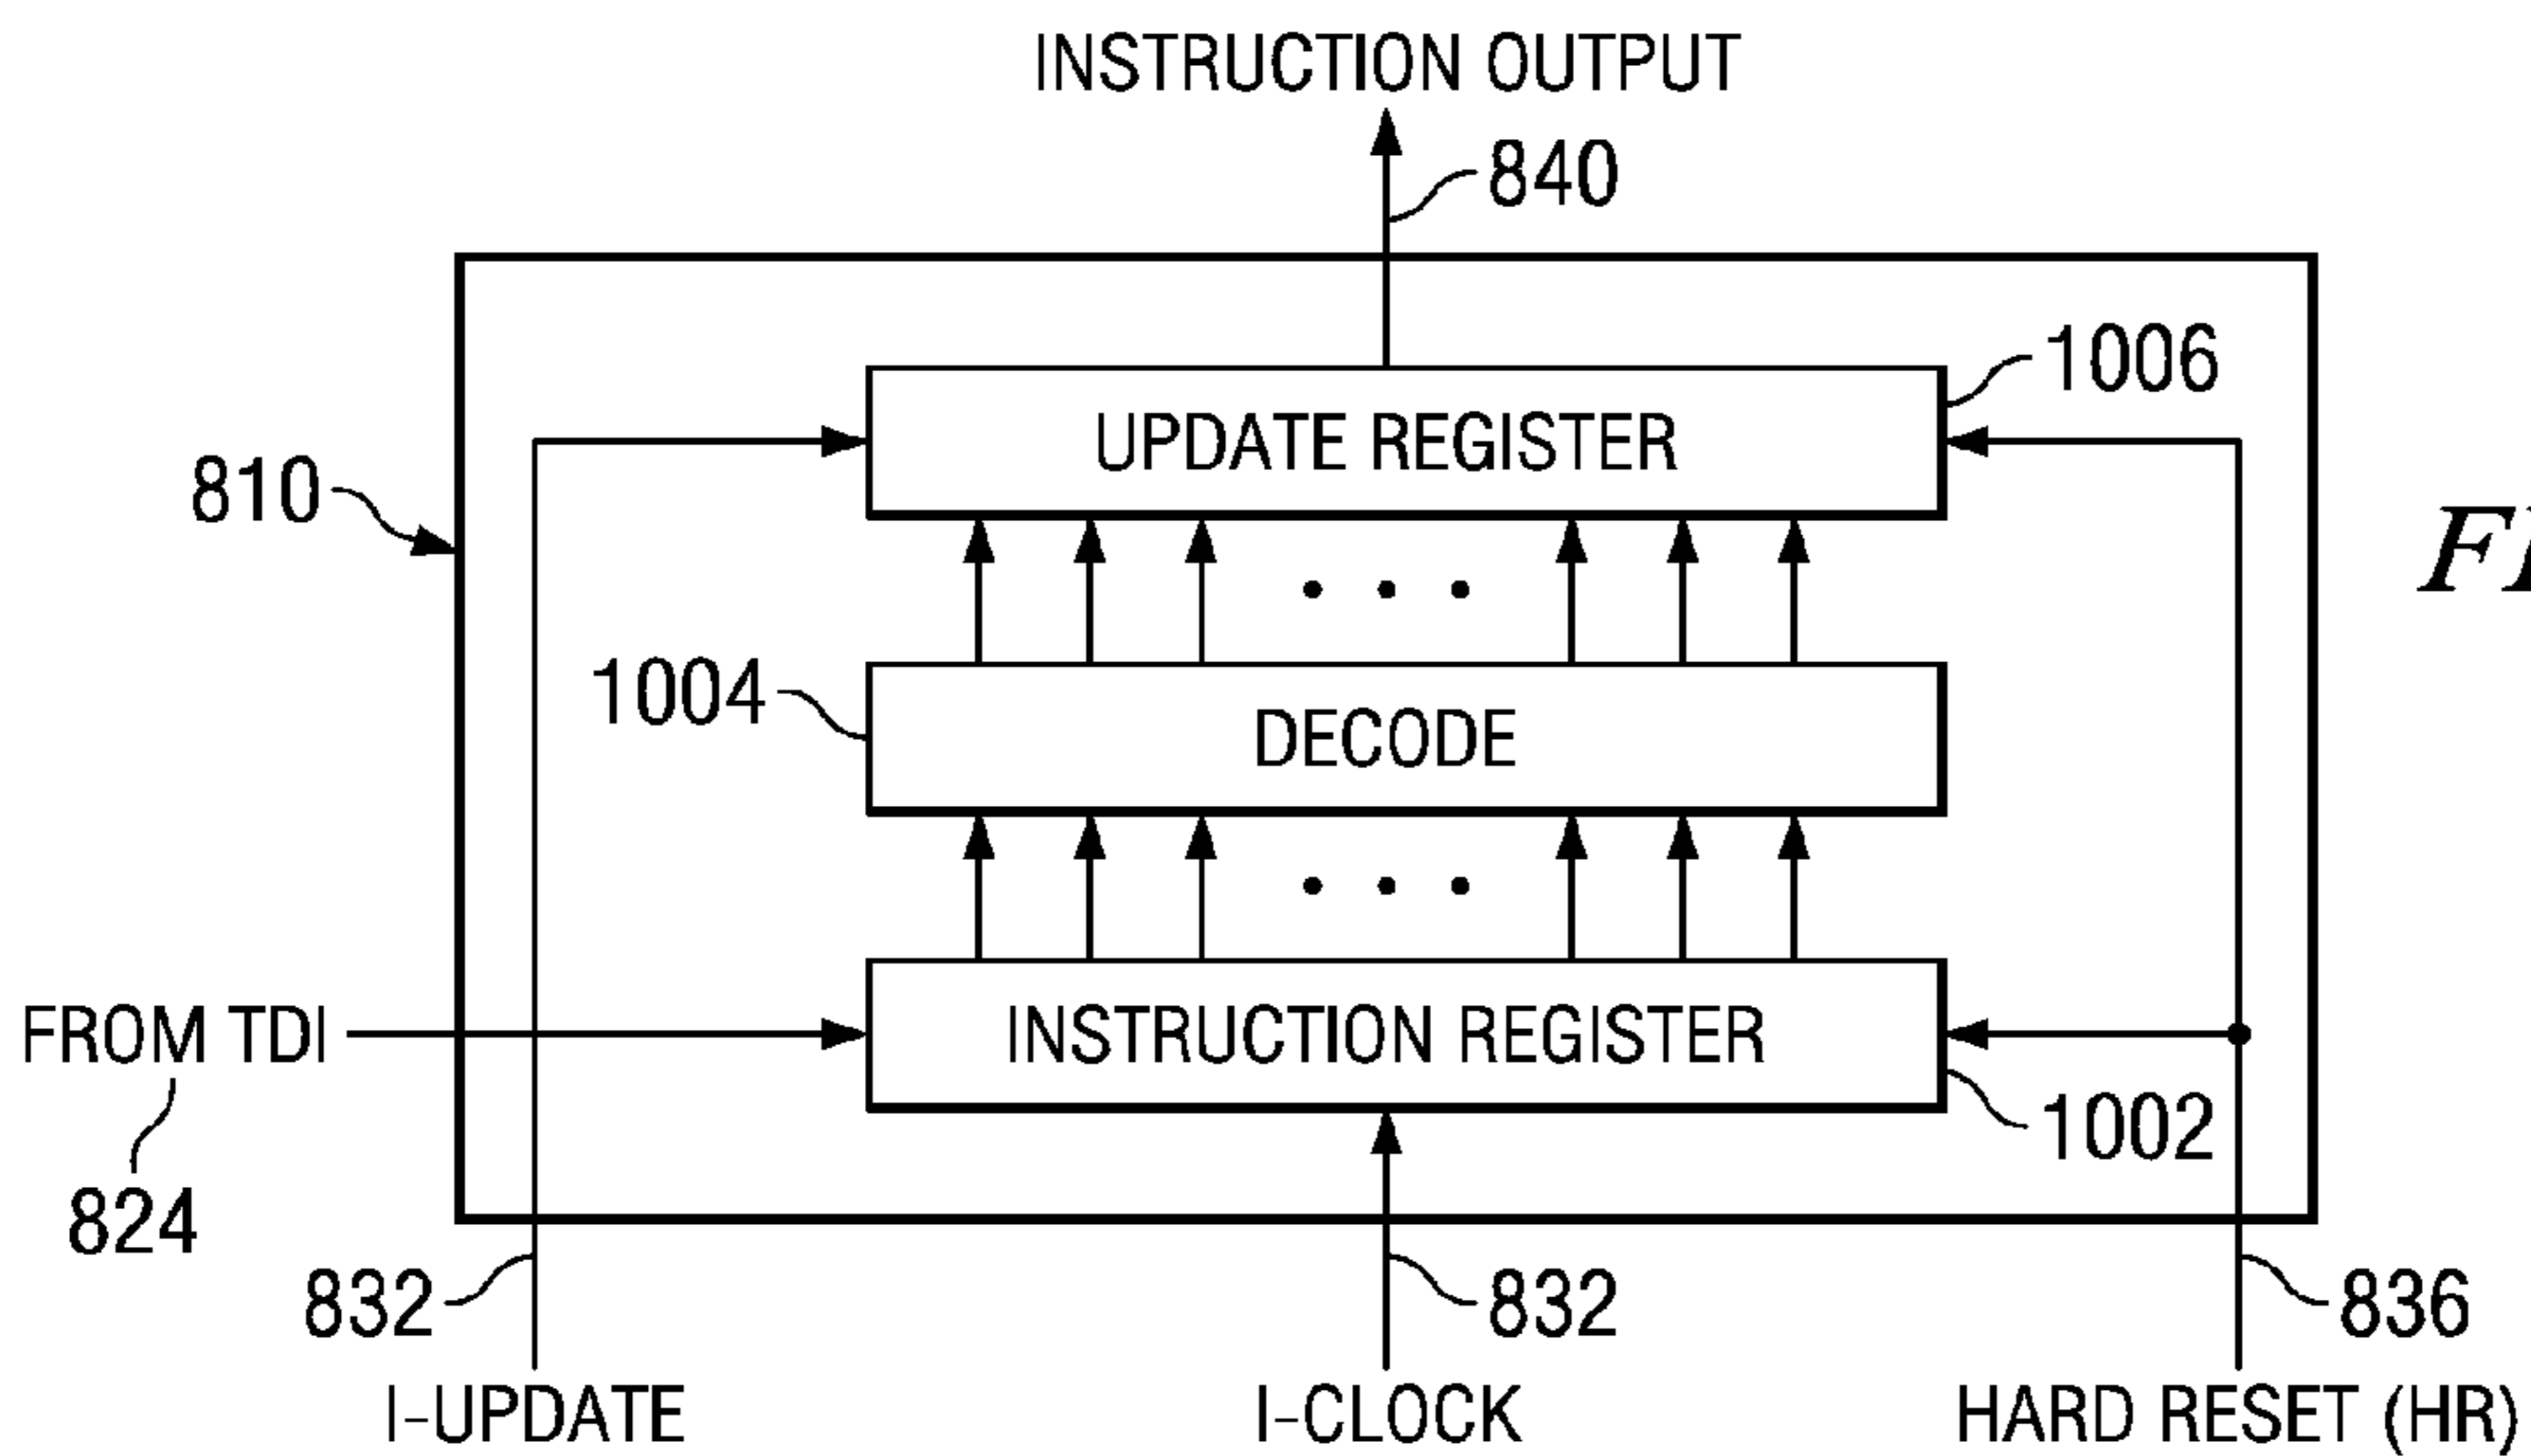 INSTRUCTION OUTPUT
840
1006
UPDATE REGISTER
810
1004
DECODE
FROM TDI
INSTRUCTION REGISTER
1002
824
832
832
836
I-UPDATE
I-CLOCK
HARD RESET (HR)